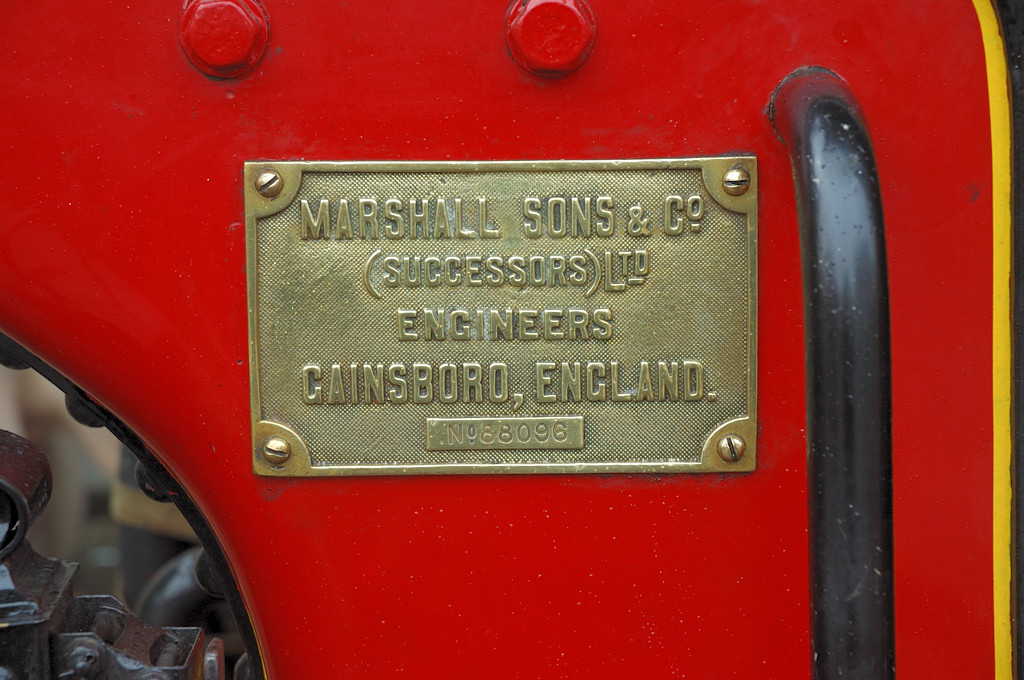 MARSHALL SONS & Cº
(SUCCESSORS) LTD
ENGINEERS
GAINSBORO, ENGLAND.
Nº 88096